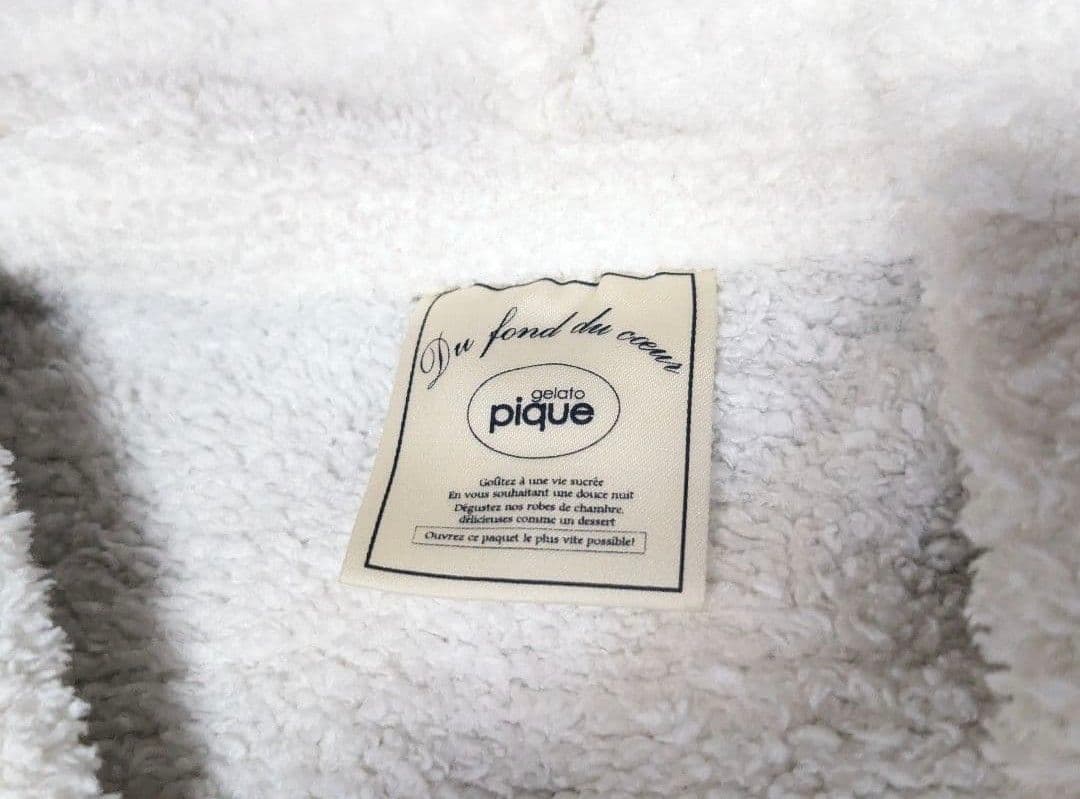 Du fond du cœur
gelato
pique
Goûtez à une vie sucrée
En vous souhaitant une douce nuit
Dégustez nos robes de chambre,
délicieuses comme un dessert
Ouvrez ce paquet le plus vite possible!